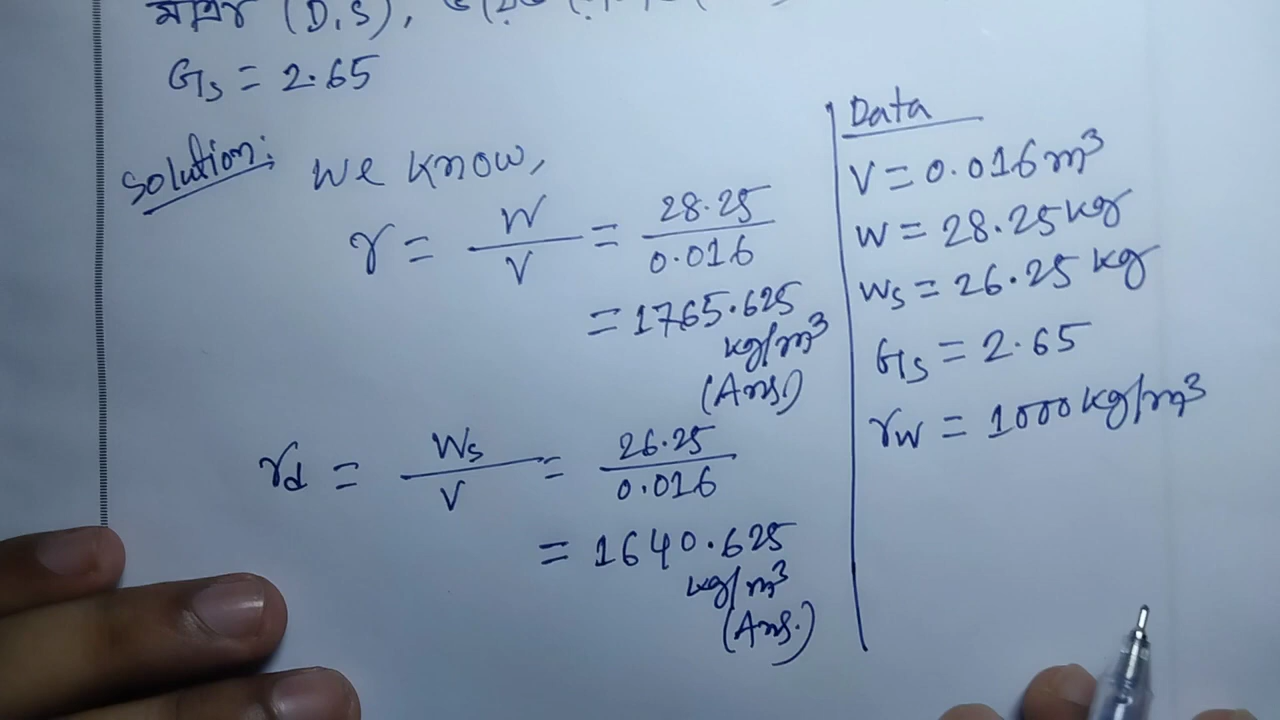 মাত্রা (D.S),
Gs = 2.65
Solution: We know,
γ = W/V = 28.25/0.016
= 1765.625
kg/m³
(Ans.)
γd = Ws/V = 26.25/0.016
= 1640.625
kg/m³
(Ans.)
Data
V = 0.016 m³
W = 28.25 kg
Ws = 26.25 kg
Gs = 2.65
γw = 1000 kg/m³